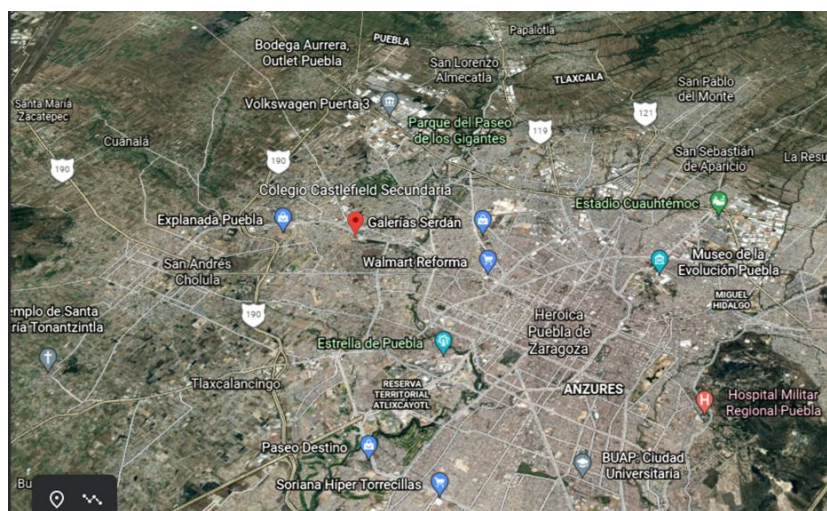 Papalotla
PUEBLA
Bodega Aurrera,
Outlet Puebla
San Lorenzo
Almecatla
TLAXCALA
San Pablo
del Monte
Santa María
Zacatepec
Volkswagen Puerta 3
Parque del Paseo
de los Gigantes
121
119
Cuanalá
190
190
San Sebastián
de Aparicio
La Resu
Colegio Castlefield Secundaria
Estadio Cuauhtémoc
Explanada Puebla
Galerías Serdán
San Andrés
Cholula
Walmart Reforma
Museo de la
Evolución Puebla
MIGUEL
HIDALGO
emplo de Santa
ría Tonantzintla
190
Heroica
Puebla de
Zaragoza
Estrella de Puebla
Tlaxcalancingo
RESERVA
TERRITORIAL
ATLIXCÁYOTL
ANZURES
H
Hospital Militar
Regional Puebla
Paseo Destino
BUAP: Ciudad
Universitaria
Soriana Híper Torrecillas
Bu